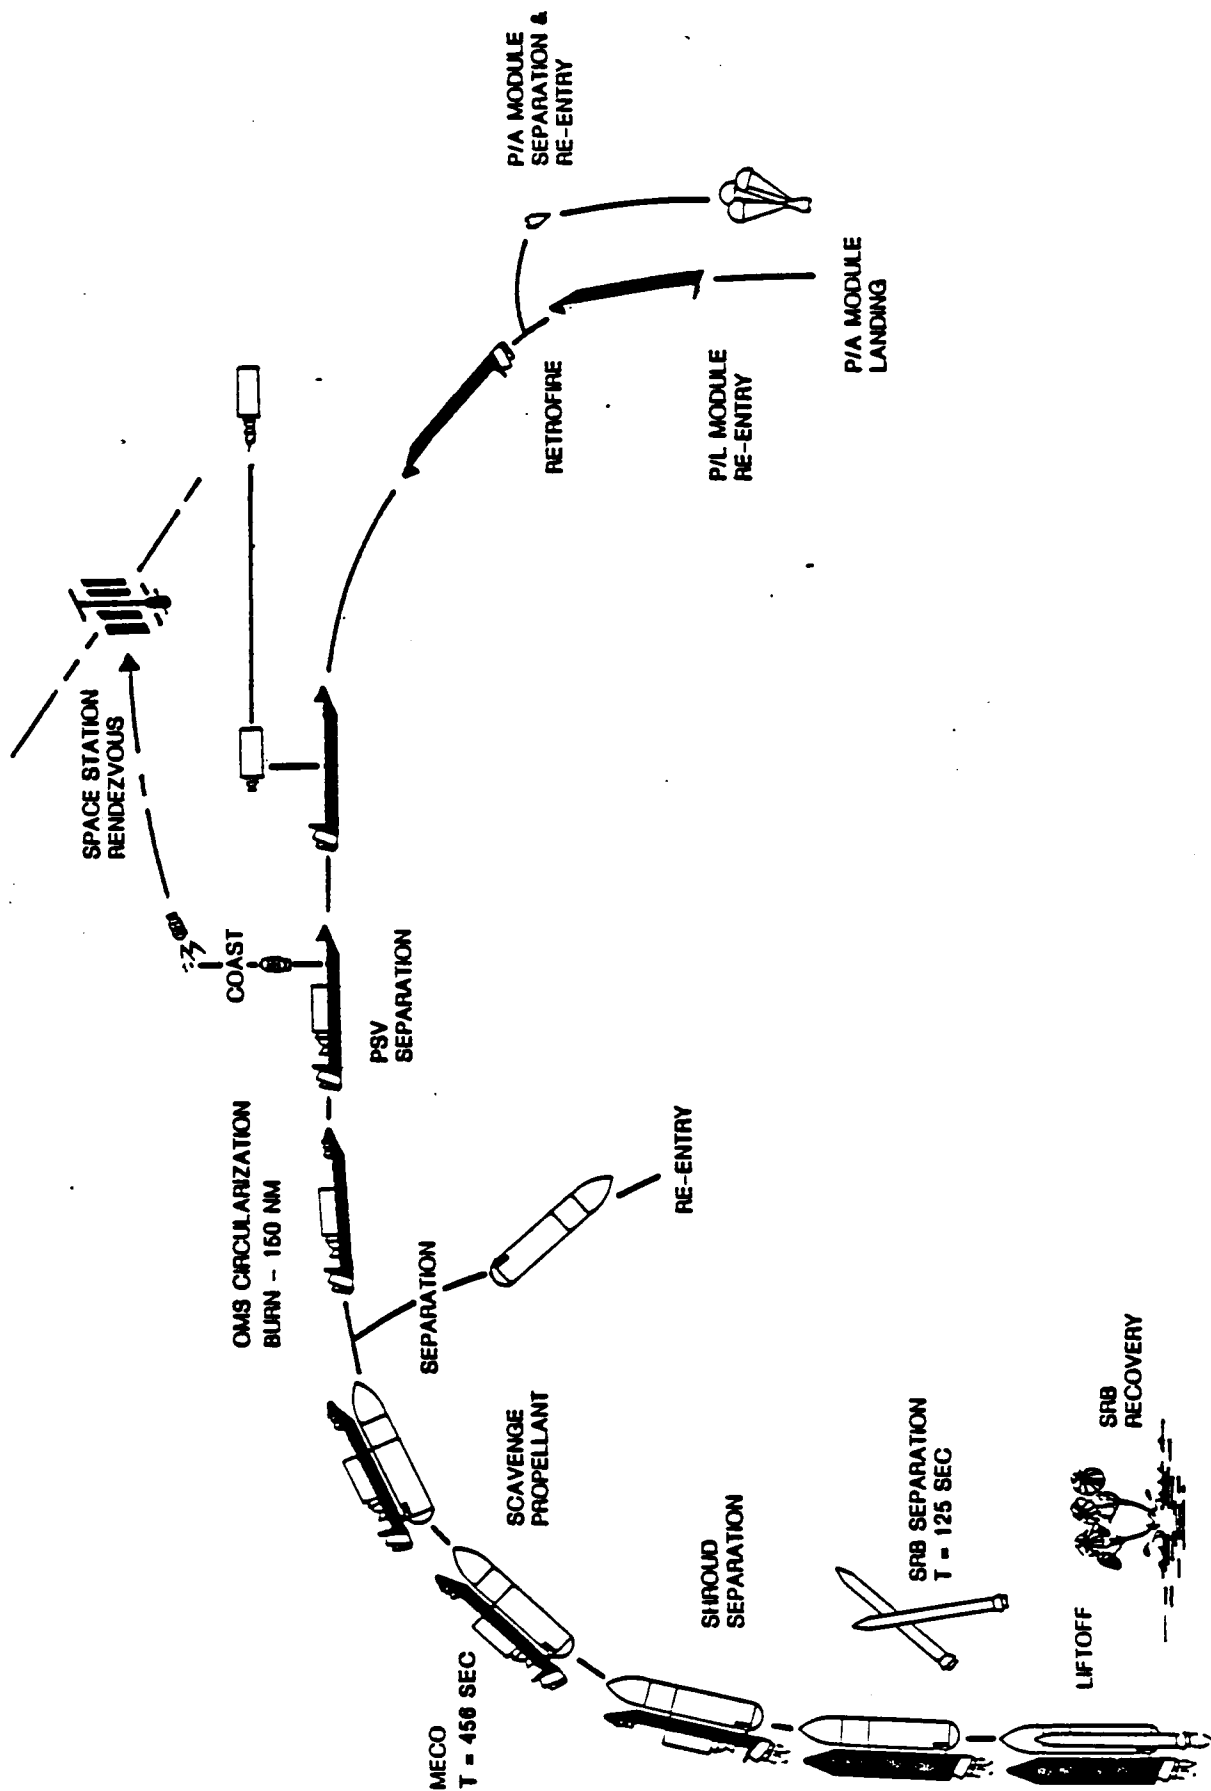 SPACE STATION
RENDEZVOUS
COAST
OMS CIRCULARIZATION
BURN - 150 NM
PSV
SEPARATION
P/A MODULE
SEPARATION &
RE-ENTRY
RETROFIRE
P/L MODULE
RE-ENTRY
P/A MODULE
LANDING
SEPARATION
RE-ENTRY
SCAVENGE
PROPELLANT
MECO
T = 456 SEC
SHROUD
SEPARATION
SRB SEPARATION
T = 125 SEC
LIFTOFF
SRB
RECOVERY